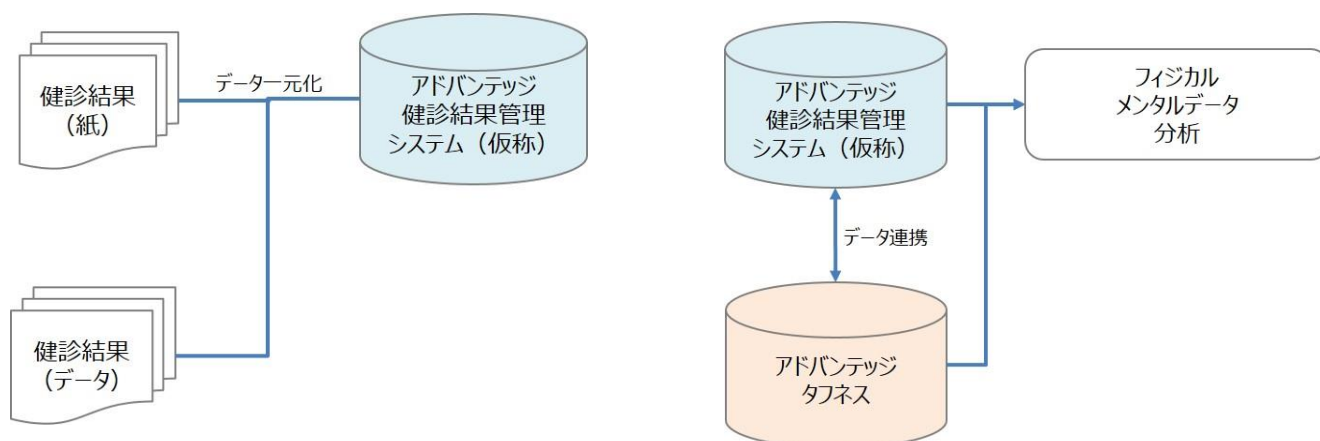 健診結果
(紙)
データ一元化
アドバンテッジ
健診結果管理
システム（仮称）
健診結果
(データ)
アドバンテッジ
健診結果管理
システム（仮称）
フィジカル
メンタルデータ
分析
データ連携
アドバンテッジ
タフネス